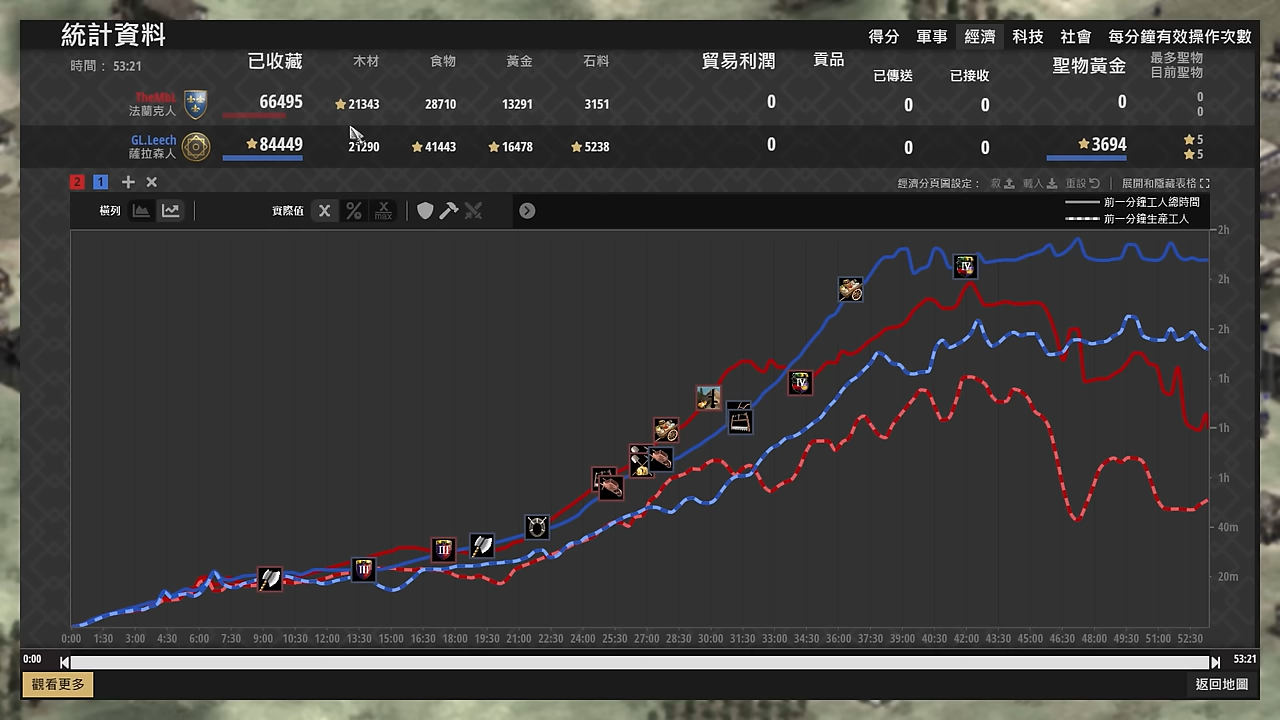 統計資料
得分 軍事 經濟 科技 社會 每分鐘有效操作次數
時間： 53:21
已收藏 木材 食物 黃金 石料 貿易利潤 貢品 已傳送 已接收 聖物黃金 最多聖物
目前聖物
TheMbL
法蘭克人
66495 21343 28710 13291 3151 0 0 0 0 0
0
GL.Leech
薩拉森人
84449 21290 41443 16478 5238 0 0 0 3694 5
5
2 1
經濟分頁圖設定： 載入 重設 展開和隱藏表格
橫列 實際值 X % X max
前一分鐘工人總時間
前一分鐘生產工人
2h
2h
2h
1h
1h
1h
40m
20m
IV
IV
III
III
0:00 1:30 3:00 4:30 6:00 7:30 9:00 10:30 12:00 13:30 15:00 16:30 18:00 19:30 21:00 22:30 24:00 25:30 27:00 28:30 30:00 31:30 33:00 34:30 36:00 37:30 39:00 40:30 42:00 43:30 45:00 46:30 48:00 49:30 51:00 52:30
0:00 53:21
觀看更多 返回地圖